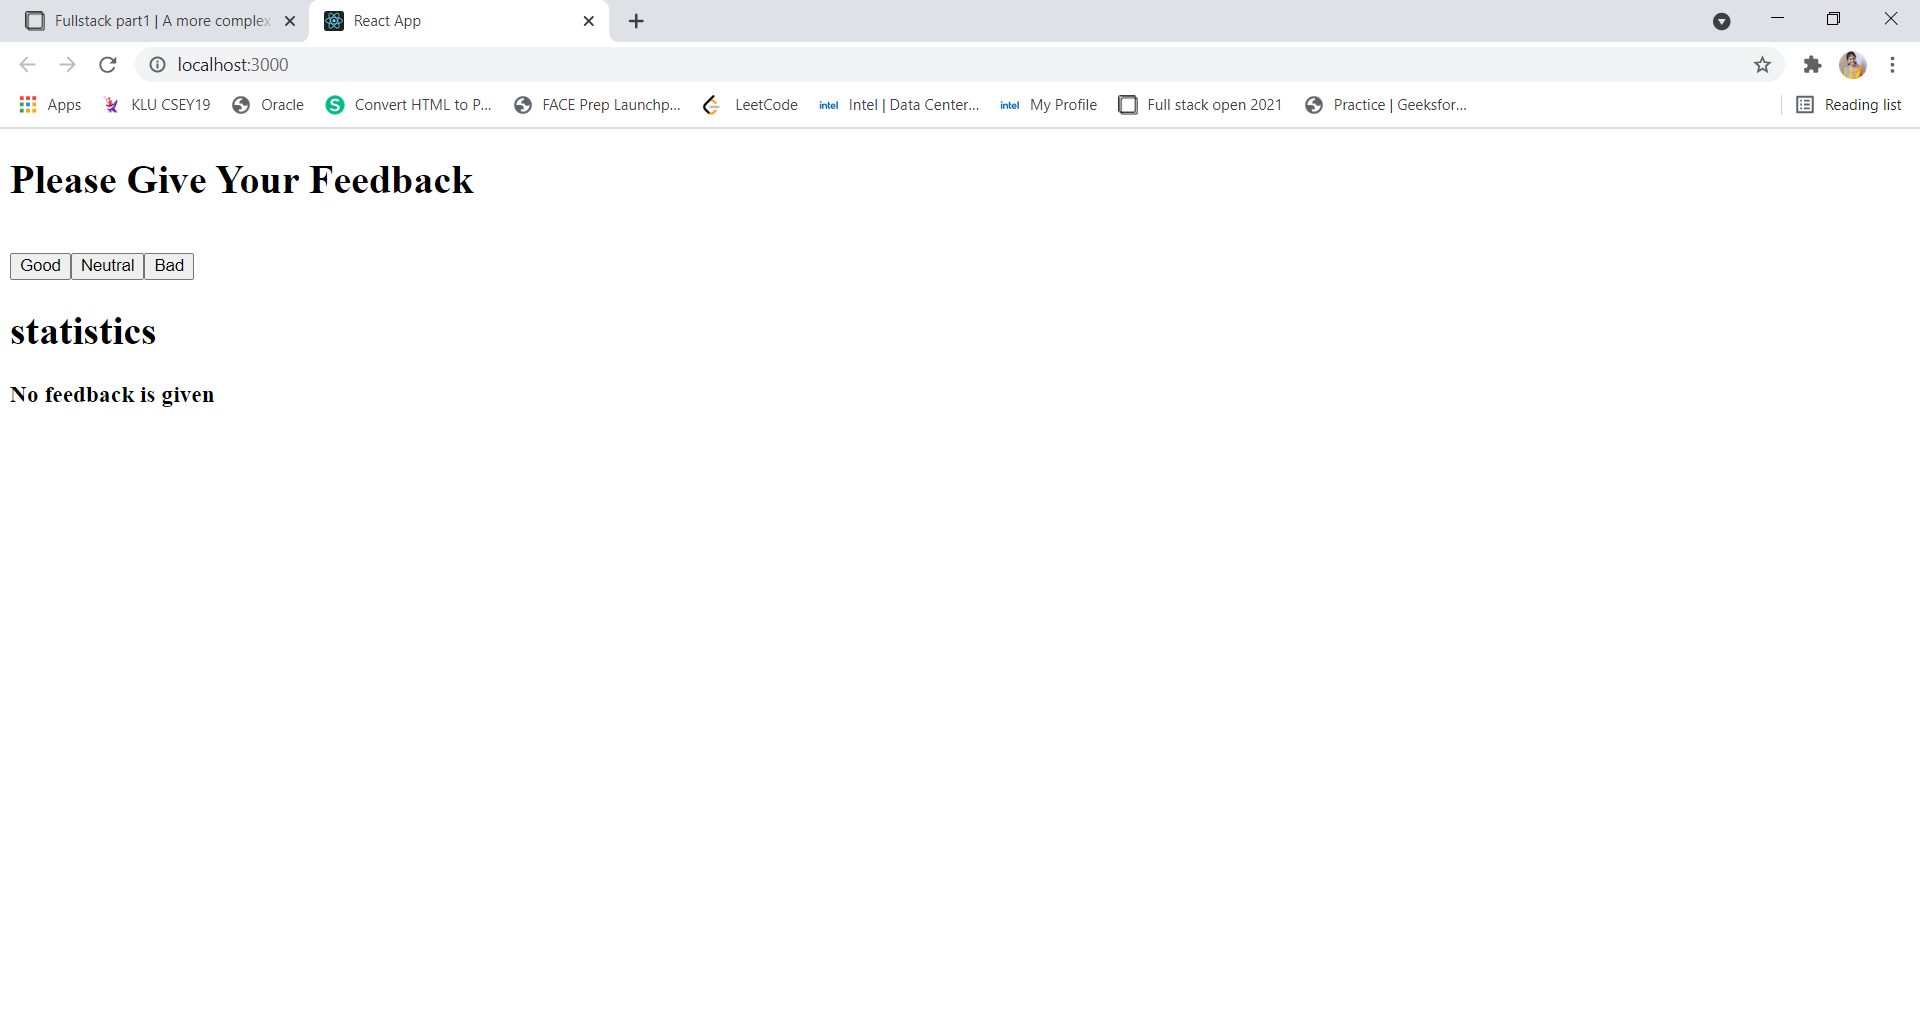 Fullstack part1 | A more complex
React App
localhost:3000
Apps
KLU CSEY19
Oracle
S Convert HTML to P...
FACE Prep Launchp...
LeetCode
intel Intel | Data Center...
intel My Profile
Full stack open 2021
Practice | Geeksfor...
Reading list
Please Give Your Feedback
Good Neutral Bad
statistics
No feedback is given